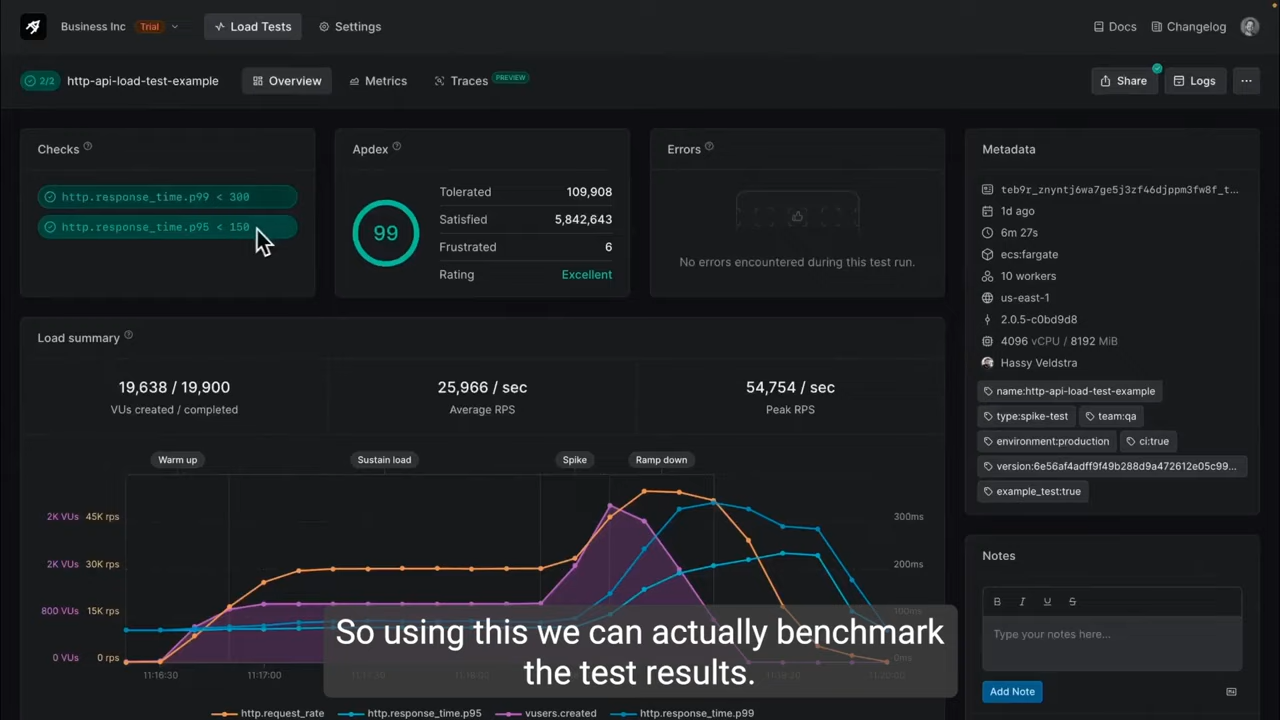 Business Inc Trial Load Tests Settings Docs Changelog
2/2 http-api-load-test-example Overview Metrics Traces PREVIEW Share Logs
Checks
http.response_time.p99 < 300
http.response_time.p95 < 150
Apdex
99
Tolerated 109,908
Satisfied 5,842,643
Frustrated 6
Rating Excellent
Errors
No errors encountered during this test run.
Metadata
teb9r_znyntj6wa7ge5j3zf46djppm3fw8f_t...
1d ago
6m 27s
ecs:fargate
10 workers
us-east-1
2.0.5-c0bd9d8
4096 vCPU / 8192 MiB
Hassy Veldstra
name:http-api-load-test-example
type:spike-test team:qa
environment:production ci:true
version:6e56af4adff9f49b288d9a472612e05c99...
example_test:true
Load summary
19,638 / 19,900
VUs created / completed
25,966 / sec
Average RPS
54,754 / sec
Peak RPS
Warm up Sustain load Spike Ramp down
2K VUs 45K rps 300ms
2K VUs 30K rps 200ms
800 VUs 15K rps 100ms
0 VUs 0 rps 0ms
11:16:30 11:17:00
http.request_rate http.response_time.p95 vusers.created http.response_time.p99
Notes
B I U S
Type your notes here...
Add Note
So using this we can actually benchmark
the test results.